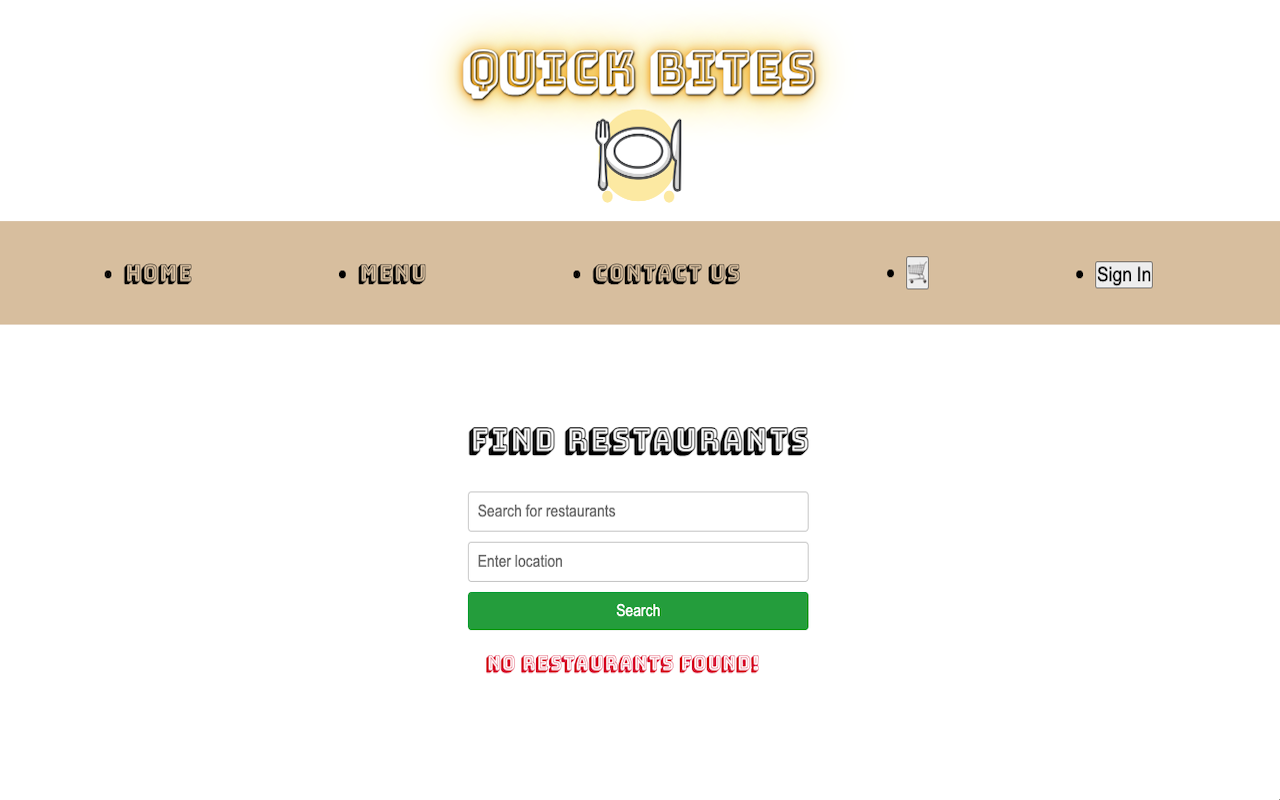 QUICK BITES
HOME
MENU
CONTACT US
Sign In
FIND RESTAURANTS
Search for restaurants
Enter location
Search
NO RESTAURANTS FOUND!